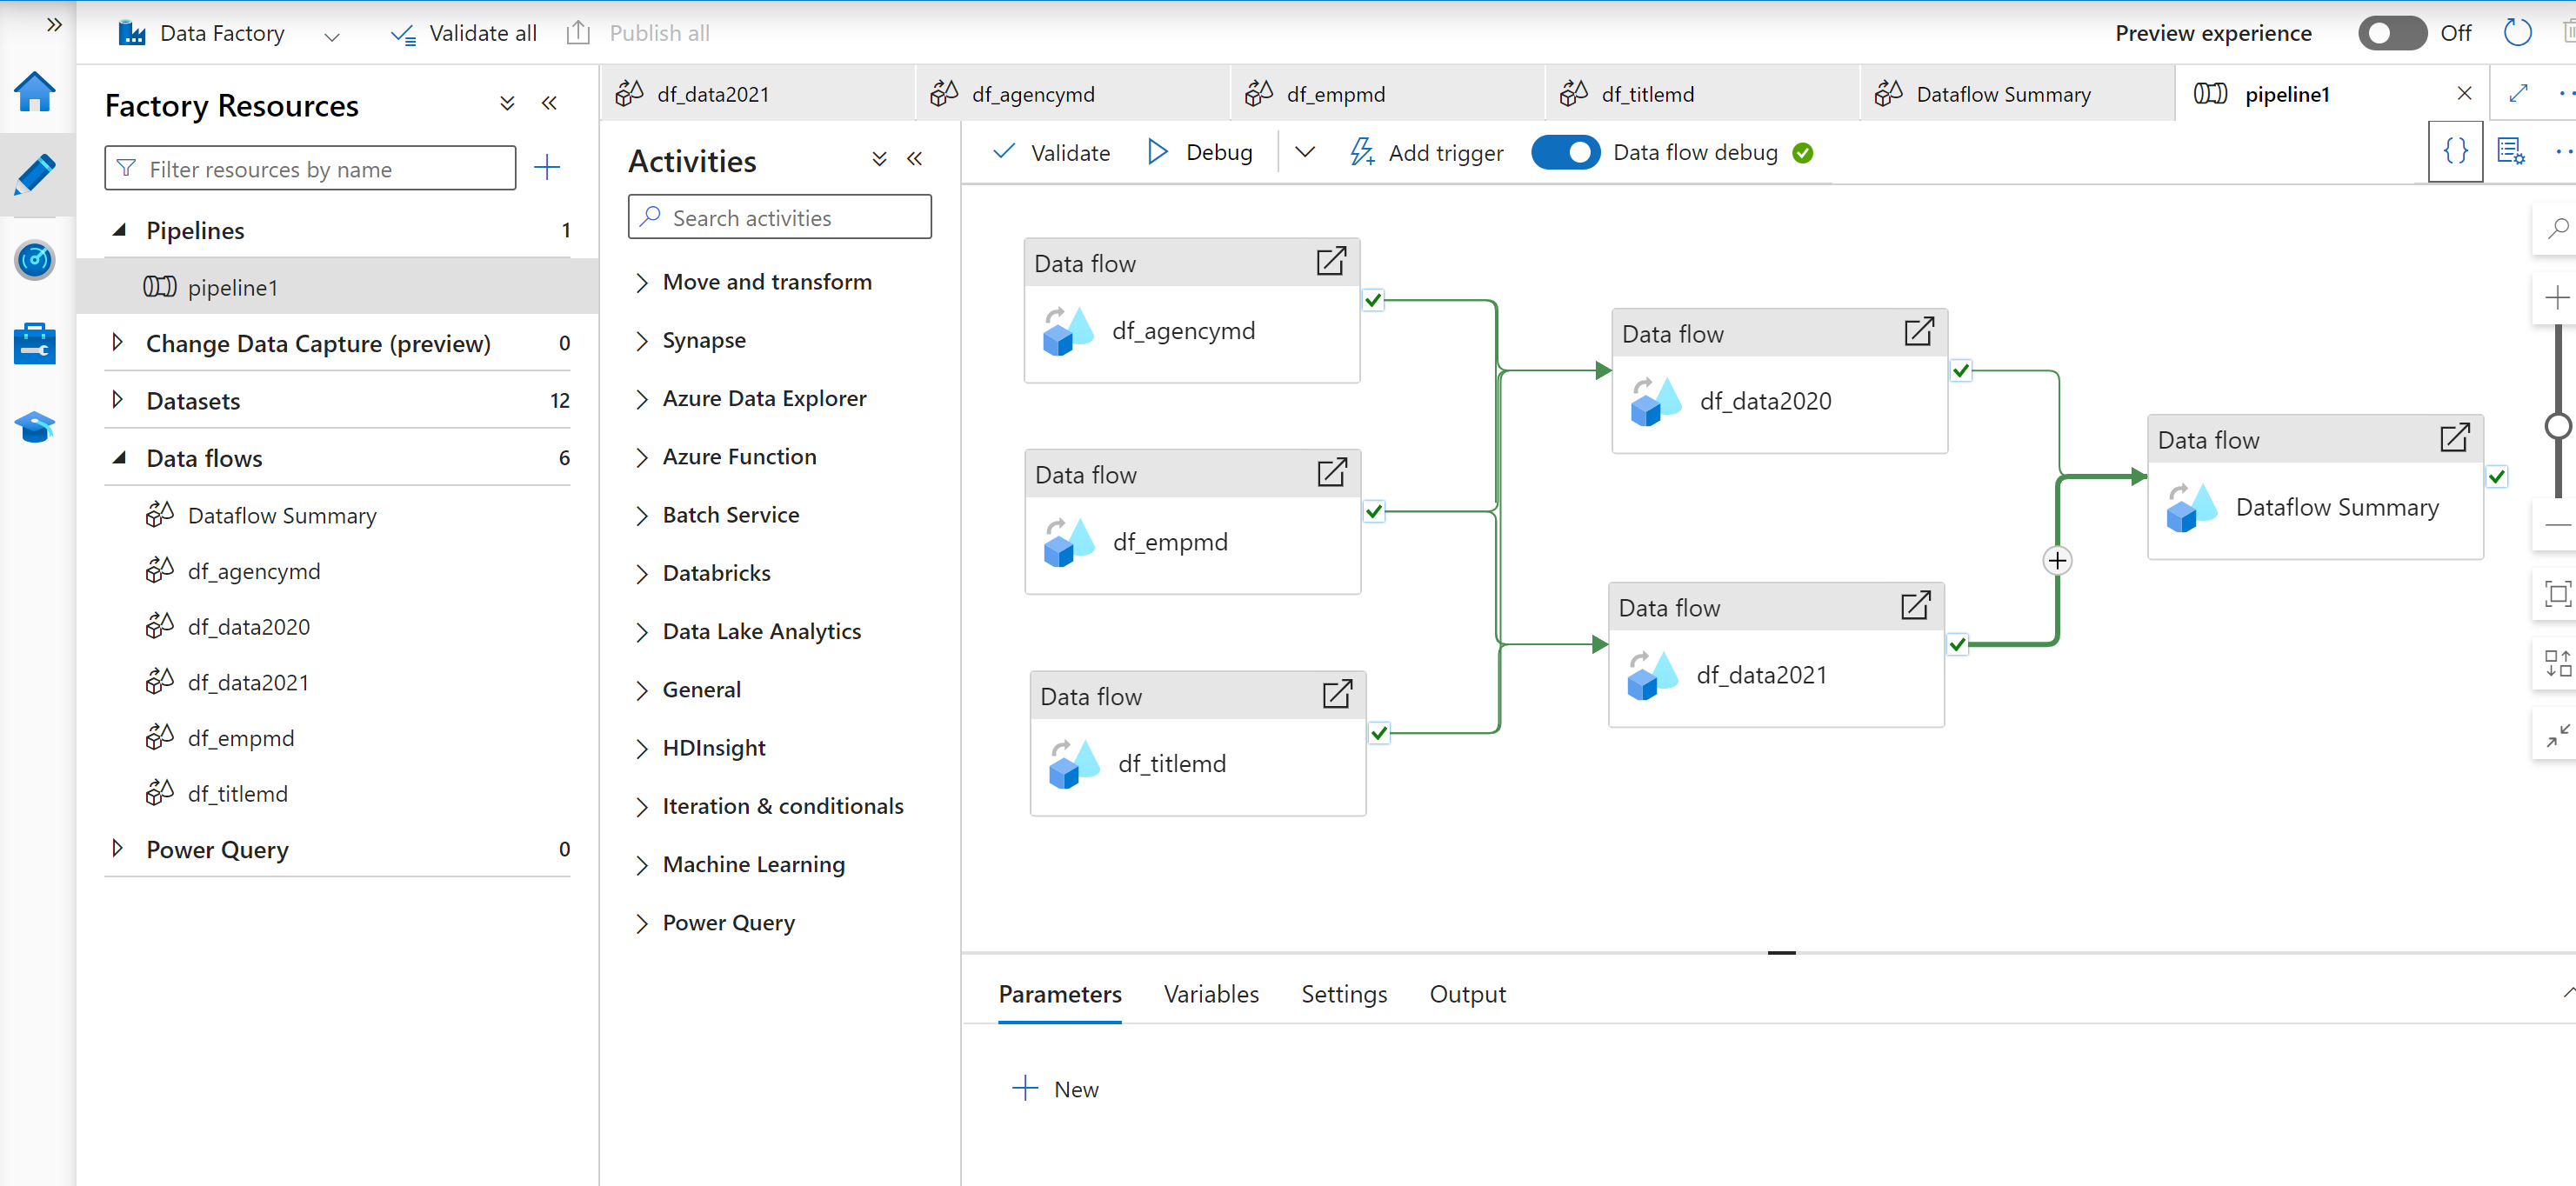 Data Factory
Validate all
Publish all
Preview experience
Off
Factory Resources
Filter resources by name
Pipelines 1
pipeline1
Change Data Capture (preview) 0
Datasets 12
Data flows 6
Dataflow Summary
df_agencymd
df_data2020
df_data2021
df_empmd
df_titlemd
Power Query 0
df_data2021
df_agencymd
df_empmd
df_titlemd
Dataflow Summary
pipeline1
Activities
Search activities
Move and transform
Synapse
Azure Data Explorer
Azure Function
Batch Service
Databricks
Data Lake Analytics
General
HDInsight
Iteration & conditionals
Machine Learning
Power Query
Validate
Debug
Add trigger
Data flow debug
Data flow
df_agencymd
Data flow
df_empmd
Data flow
df_titlemd
Data flow
df_data2020
Data flow
df_data2021
Data flow
Dataflow Summary
Parameters
Variables
Settings
Output
New